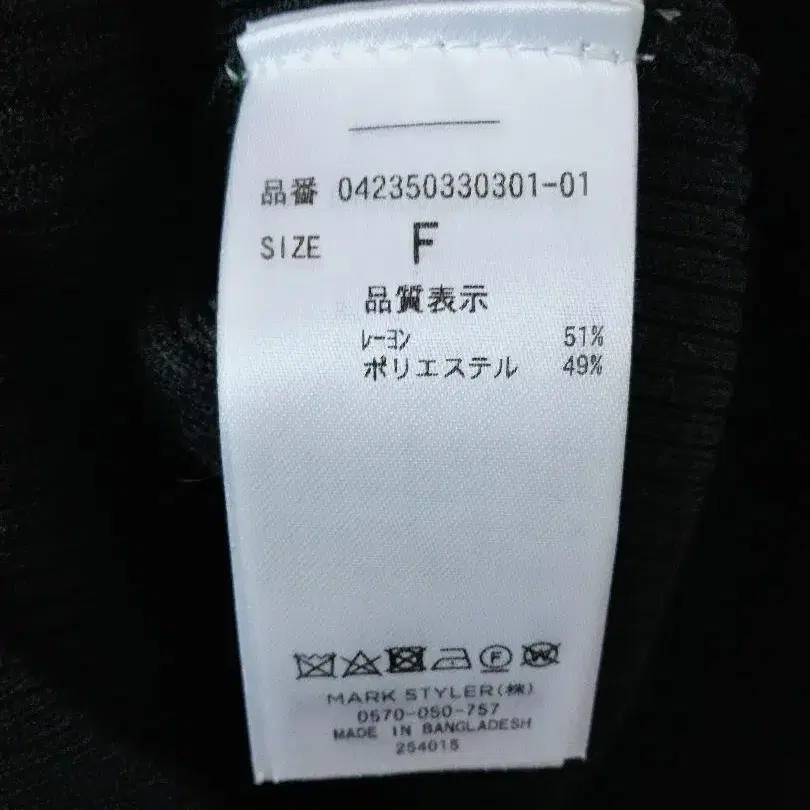 品番 042350330301-01
SIZE F
品質表示
ﾚｰﾖﾝ 51%
ポリエステル 49%
MARK STYLER(株)
0570-050-757
MADE IN BANGLADESH
254015